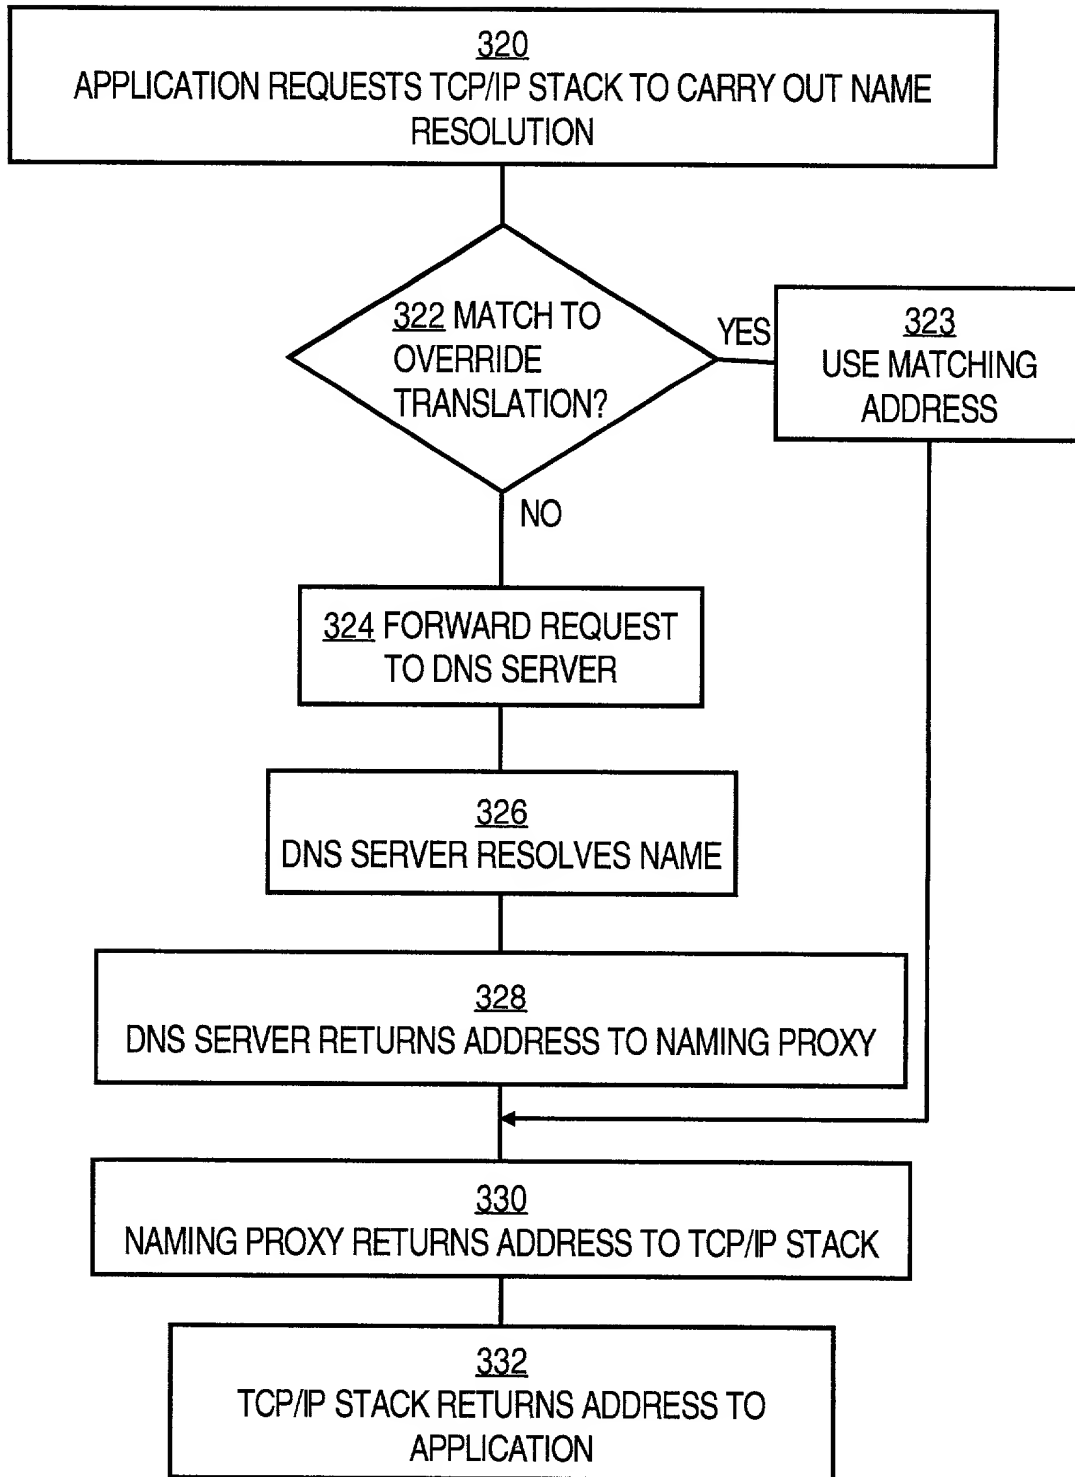 320
APPLICATION REQUESTS TCP/IP STACK TO CARRY OUT NAME
RESOLUTION
322 MATCH TO
OVERRIDE
TRANSLATION?
YES
323
USE MATCHING
ADDRESS
NO
324 FORWARD REQUEST
TO DNS SERVER
326
DNS SERVER RESOLVES NAME
328
DNS SERVER RETURNS ADDRESS TO NAMING PROXY
330
NAMING PROXY RETURNS ADDRESS TO TCP/IP STACK
332
TCP/IP STACK RETURNS ADDRESS TO
APPLICATION